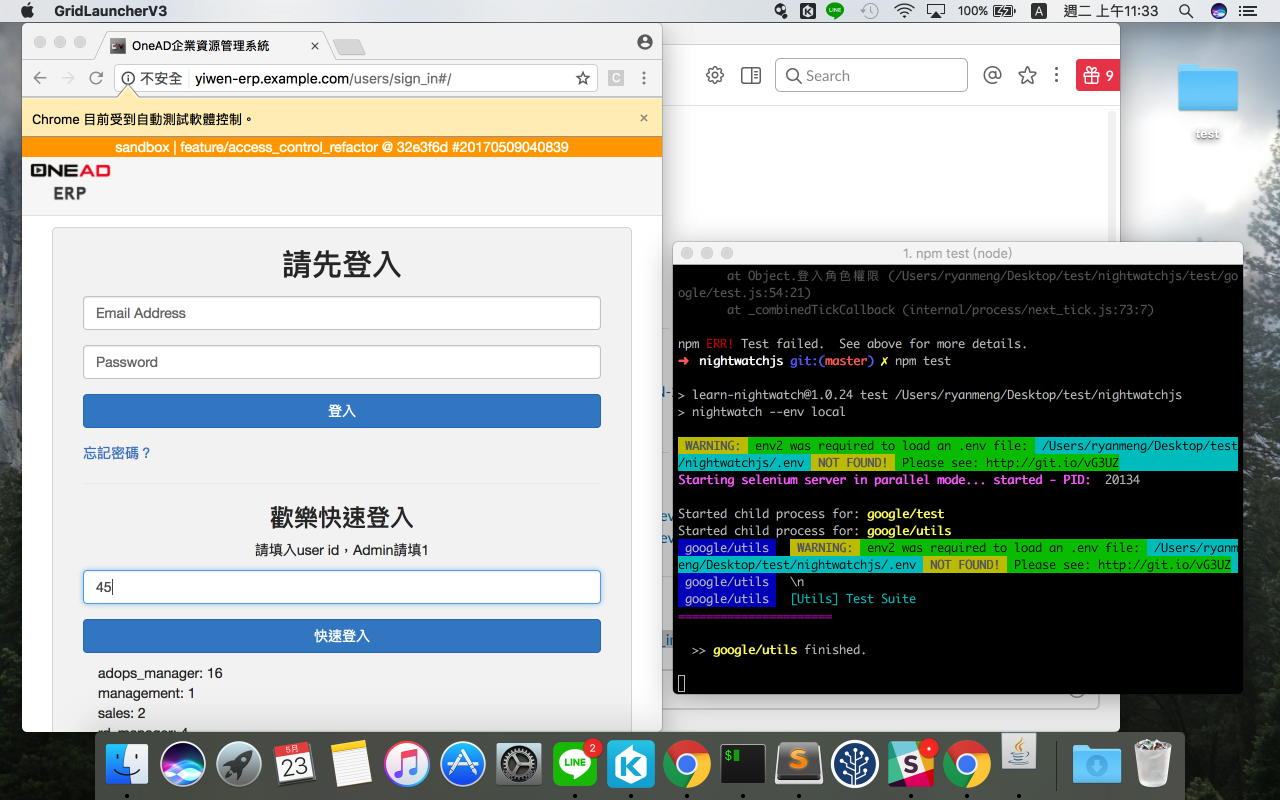 GridLauncherV3
100%
A
週二 上午11:33
OneAD企業資源管理系統
不安全
yiwen-erp.example.com/users/sign_in#/
C
Chrome 目前受到自動測試軟體控制。
sandbox | feature/access_control_refactor @ 32e3f6d #20170509040839
ONEAD
ERP
請先登入
Email Address
Password
登入
忘記密碼？
歡樂快速登入
請填入user id，Admin請填1
45
快速登入
adops_manager: 16
management: 1
sales: 2
Search
9
test
1. npm test (node)
at Object.登入角色權限 (/Users/ryanmeng/Desktop/test/nightwatchjs/test/go
ogle/test.js:54:21)
at _combinedTickCallback (internal/process/next_tick.js:73:7)
npm ERR! Test failed.  See above for more details.
➜  nightwatchjs git:(master) ✗ npm test
> learn-nightwatch@1.0.24 test /Users/ryanmeng/Desktop/test/nightwatchjs
> nightwatch --env local
WARNING:  env2 was required to load an .env file:  /Users/ryanmeng/Desktop/test
/nightwatchjs/.env  NOT FOUND!  Please see: http://git.io/vG3UZ
Starting selenium server in parallel mode... started - PID:  20134
Started child process for: google/test
Started child process for: google/utils
google/utils   WARNING:  env2 was required to load an .env file:  /Users/ryanm
eng/Desktop/test/nightwatchjs/.env  NOT FOUND!  Please see: http://git.io/vG3UZ
google/utils   \n
google/utils   [Utils] Test Suite
======================
>> google/utils finished.
5月
23
LINE
2
K
$
S
S